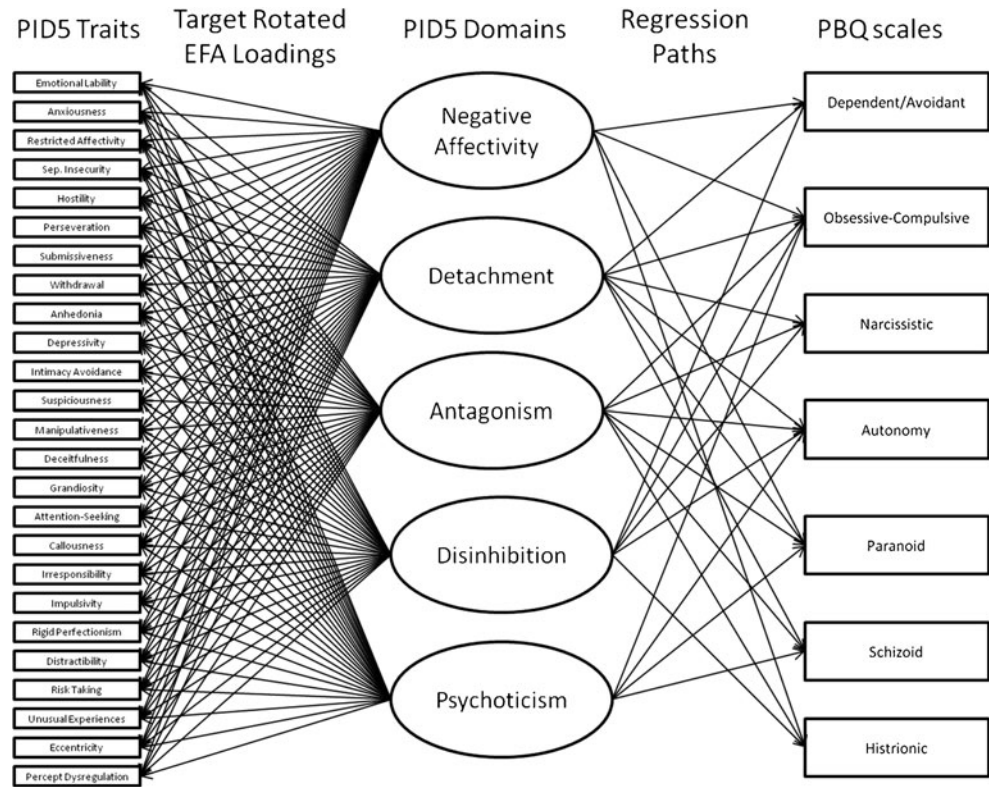 PID5 Traits
Target Rotated
EFA Loadings
PID5 Domains
Regression
Paths
PBQ scales
Emotional Lability
Anxiousness
Restricted Affectivity
Sep. Insecurity
Hostility
Perseveration
Submissiveness
Withdrawal
Anhedonia
Depressivity
Intimacy Avoidance
Suspiciousness
Manipulativeness
Deceitfulness
Grandiosity
Attention-Seeking
Callousness
Irresponsibility
Impulsivity
Rigid Perfectionism
Distractibility
Risk Taking
Unusual Experiences
Eccentricity
Percept Dysregulation
Negative
Affectivity
Detachment
Antagonism
Disinhibition
Psychoticism
Dependent/Avoidant
Obsessive-Compulsive
Narcissistic
Autonomy
Paranoid
Schizoid
Histrionic